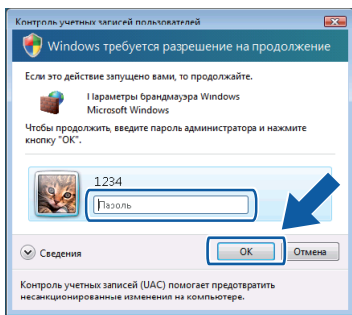 Контроль учетных записей пользователей
Windows требуется разрешение на продолжение
Если это действие запущено вами, то продолжайте.
Параметры брандмауэра Windows
Microsoft Windows
Чтобы продолжить, введите пароль администратора и нажмите
кнопку "OK".
1234
Пароль
Сведения
OK
Отмена
Контроль учетных записей (UAC) помогает предотвратить
несанкционированные изменения на компьютере.